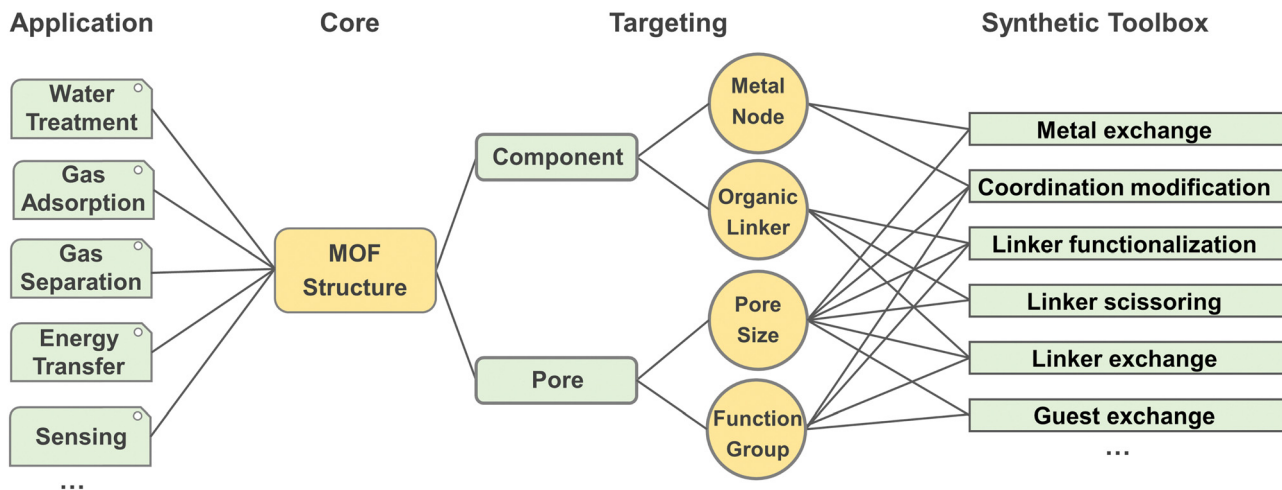 Application
Core
Targeting
Synthetic Toolbox
Water
Treatment
Gas
Adsorption
Gas
Separation
Energy
Transfer
Sensing
...
MOF
Structure
Component
Pore
Metal
Node
Organic
Linker
Pore
Size
Function
Group
Metal exchange
Coordination modification
Linker functionalization
Linker scissoring
Linker exchange
Guest exchange
...